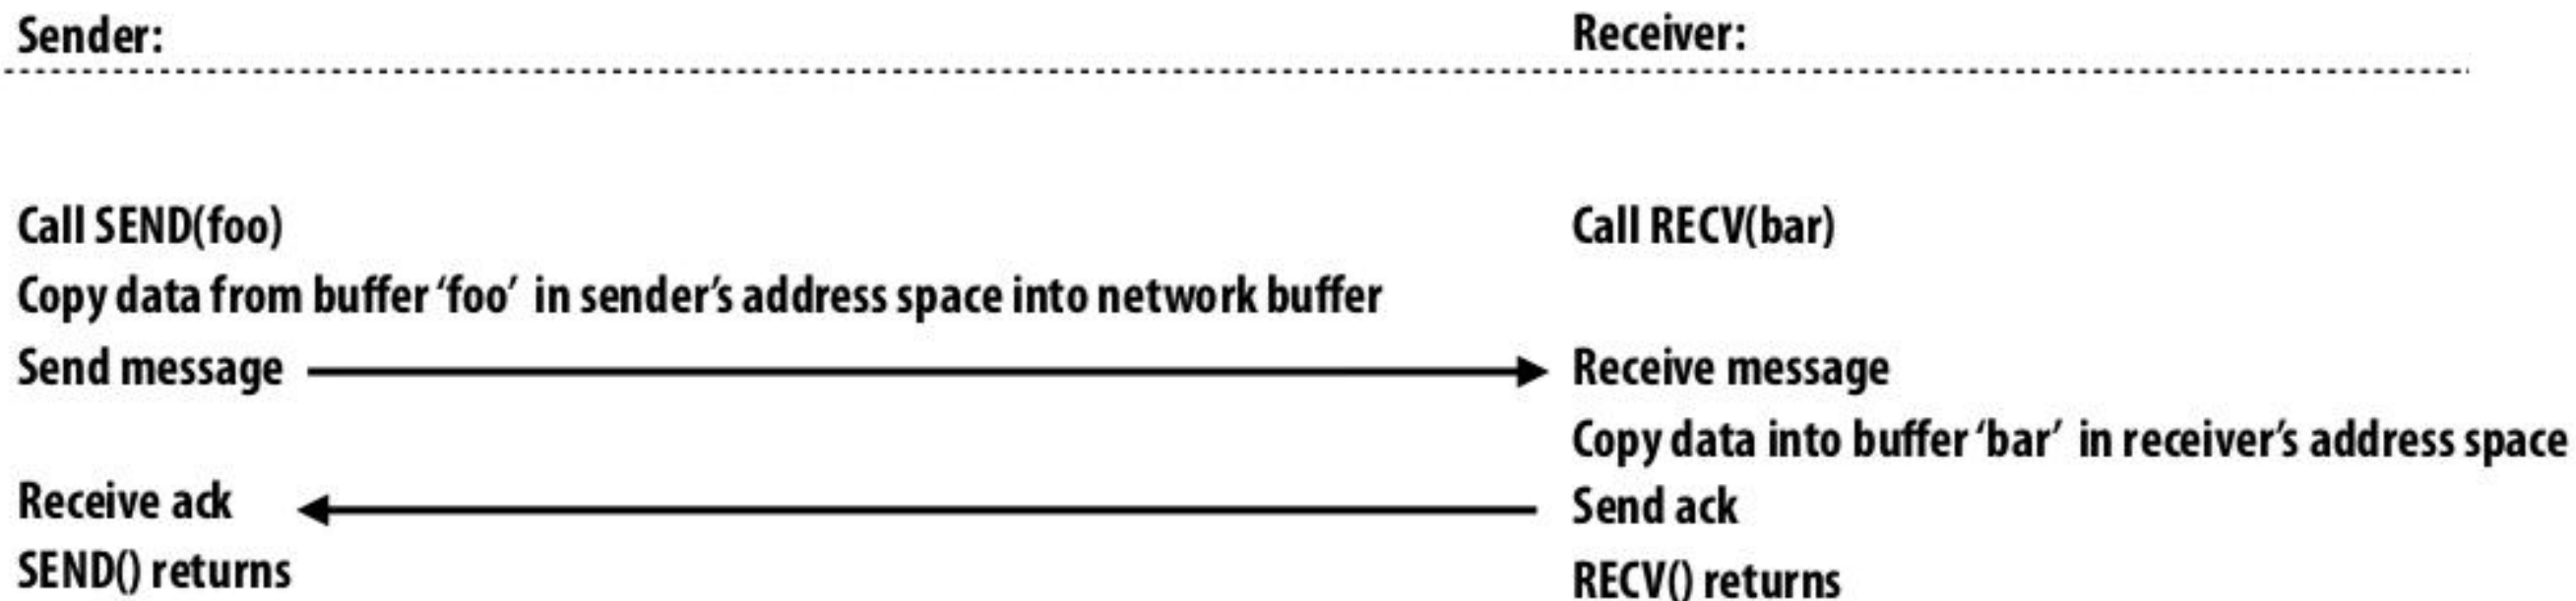 Sender:
Receiver:
Call SEND(foo)
Call RECV(bar)
Copy data from buffer ‘foo’ in sender’s address space into network buffer
Send message
Receive message
Copy data into buffer ‘bar’ in receiver’s address space
Receive ack
Send ack
SEND() returns
RECV() returns